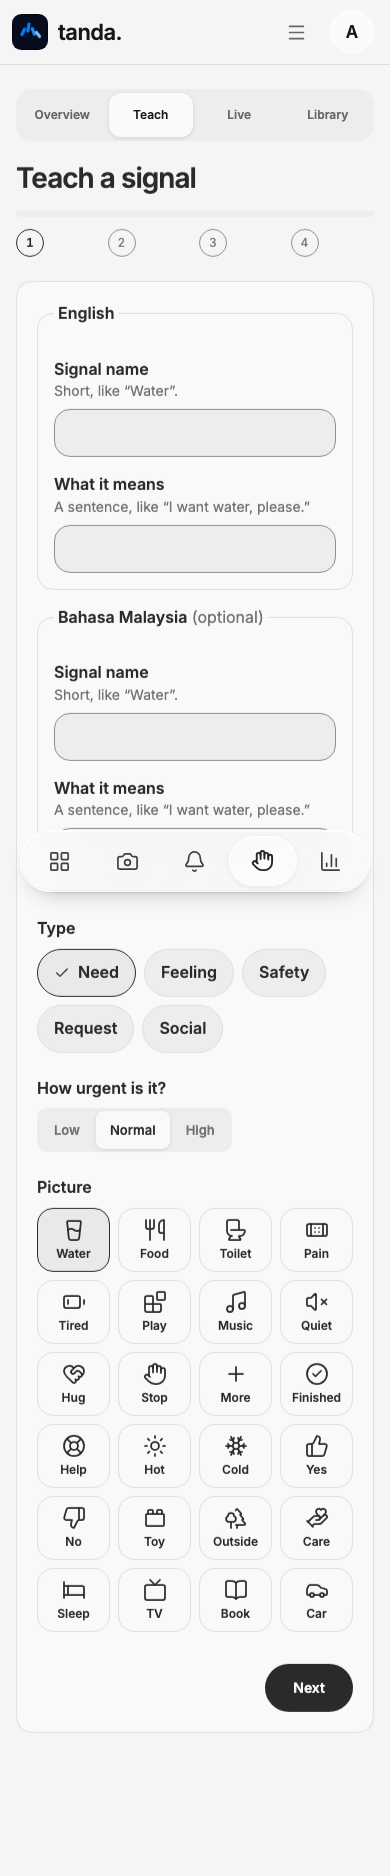 tanda.
A
Overview Teach Live Library
Teach a signal
1 2 3 4
English
Signal name
Short, like “Water”.
What it means
A sentence, like “I want water, please.”
Bahasa Malaysia (optional)
Signal name
Short, like “Water”.
What it means
A sentence, like “I want water, please.”
Type
Need Feeling Safety
Request Social
How urgent is it?
Low Normal High
Picture
Water Food Toilet Pain
Tired Play Music Quiet
Hug Stop More Finished
Help Hot Cold Yes
No Toy Outside Care
Sleep TV Book Car
Next